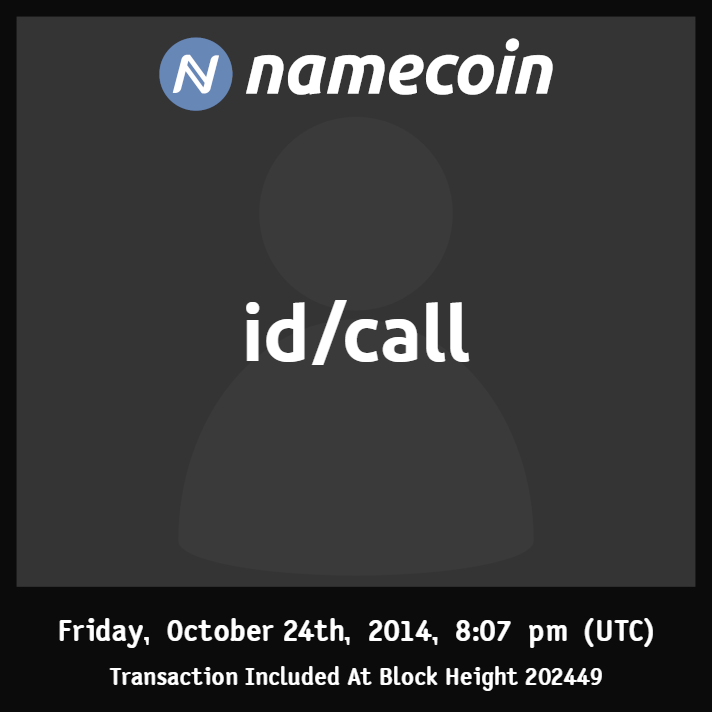 namecoin
id/call
Friday, October 24th, 2014, 8:07 pm (UTC)
Transaction Included At Block Height 202449